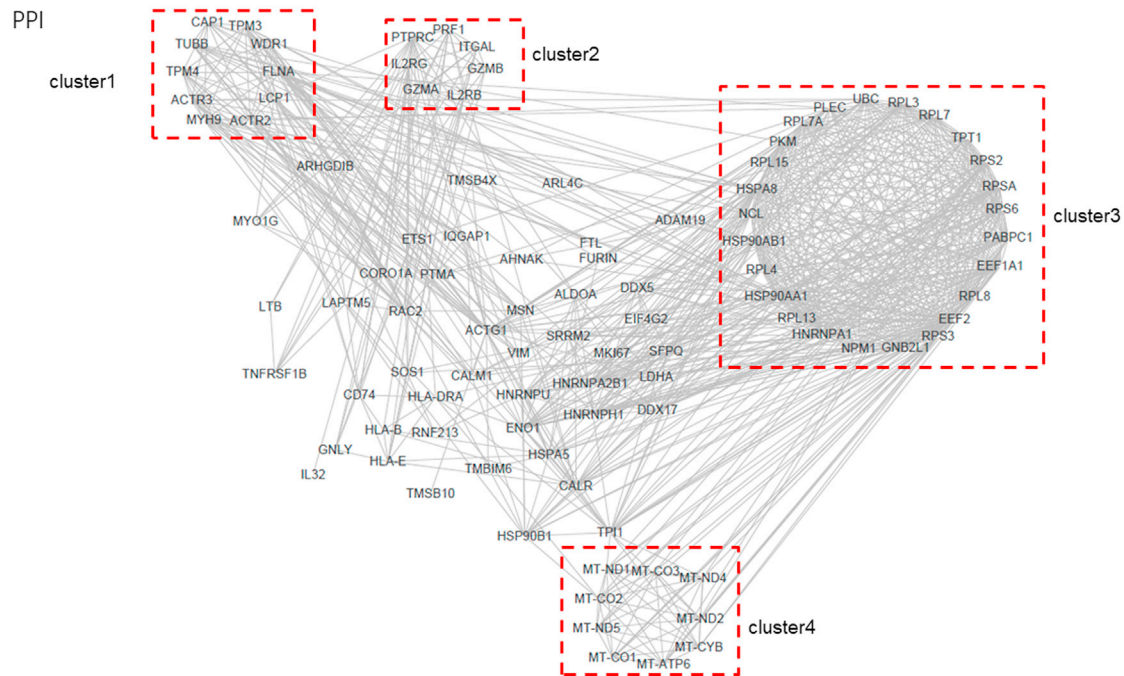 PPI
cluster1
CAP1
TPM3
TUBB
WDR1
TPM4
FLNA
ACTR3
LCP1
MYH9
ACTR2
cluster2
PTPRC
PRF1
ITGAL
IL2RG
GZMB
GZMA
IL2RB
cluster3
UBC
RPL3
PLEC
RPL7
RPL7A
TPT1
PKM
RPS2
RPL15
RPSA
HSPA8
RPS6
NCL
PABPC1
HSP90AB1
EEF1A1
RPL4
RPL8
HSP90AA1
EEF2
RPL13
RPS3
HNRNPA1
GNB2L1
NPM1
ARHGDIB
TMSB4X
ARL4C
MYO1G
ADAM19
ETS1
IQGAP1
FTL
FURIN
AHNAK
CORO1A
PTMA
ALDOA
DDX5
LTB
LAPTM5
RAC2
MSN
EIF4G2
ACTG1
SRRM2
VIM
MKI67
SFPQ
TNFRSF1B
SOS1
CALM1
LDHA
CD74
HLA-DRA
HNRNPU
HNRNPA2B1
HNRNPH1
DDX17
HLA-B
RNF213
ENO1
GNLY
HLA-E
HSPA5
IL32
TMBIM6
TMSB10
CALR
HSP90B1
TPI1
MT-ND1
MT-CO3
MT-ND4
MT-CO2
MT-ND2
MT-ND5
MT-CYB
MT-CO1
MT-ATP6
cluster4